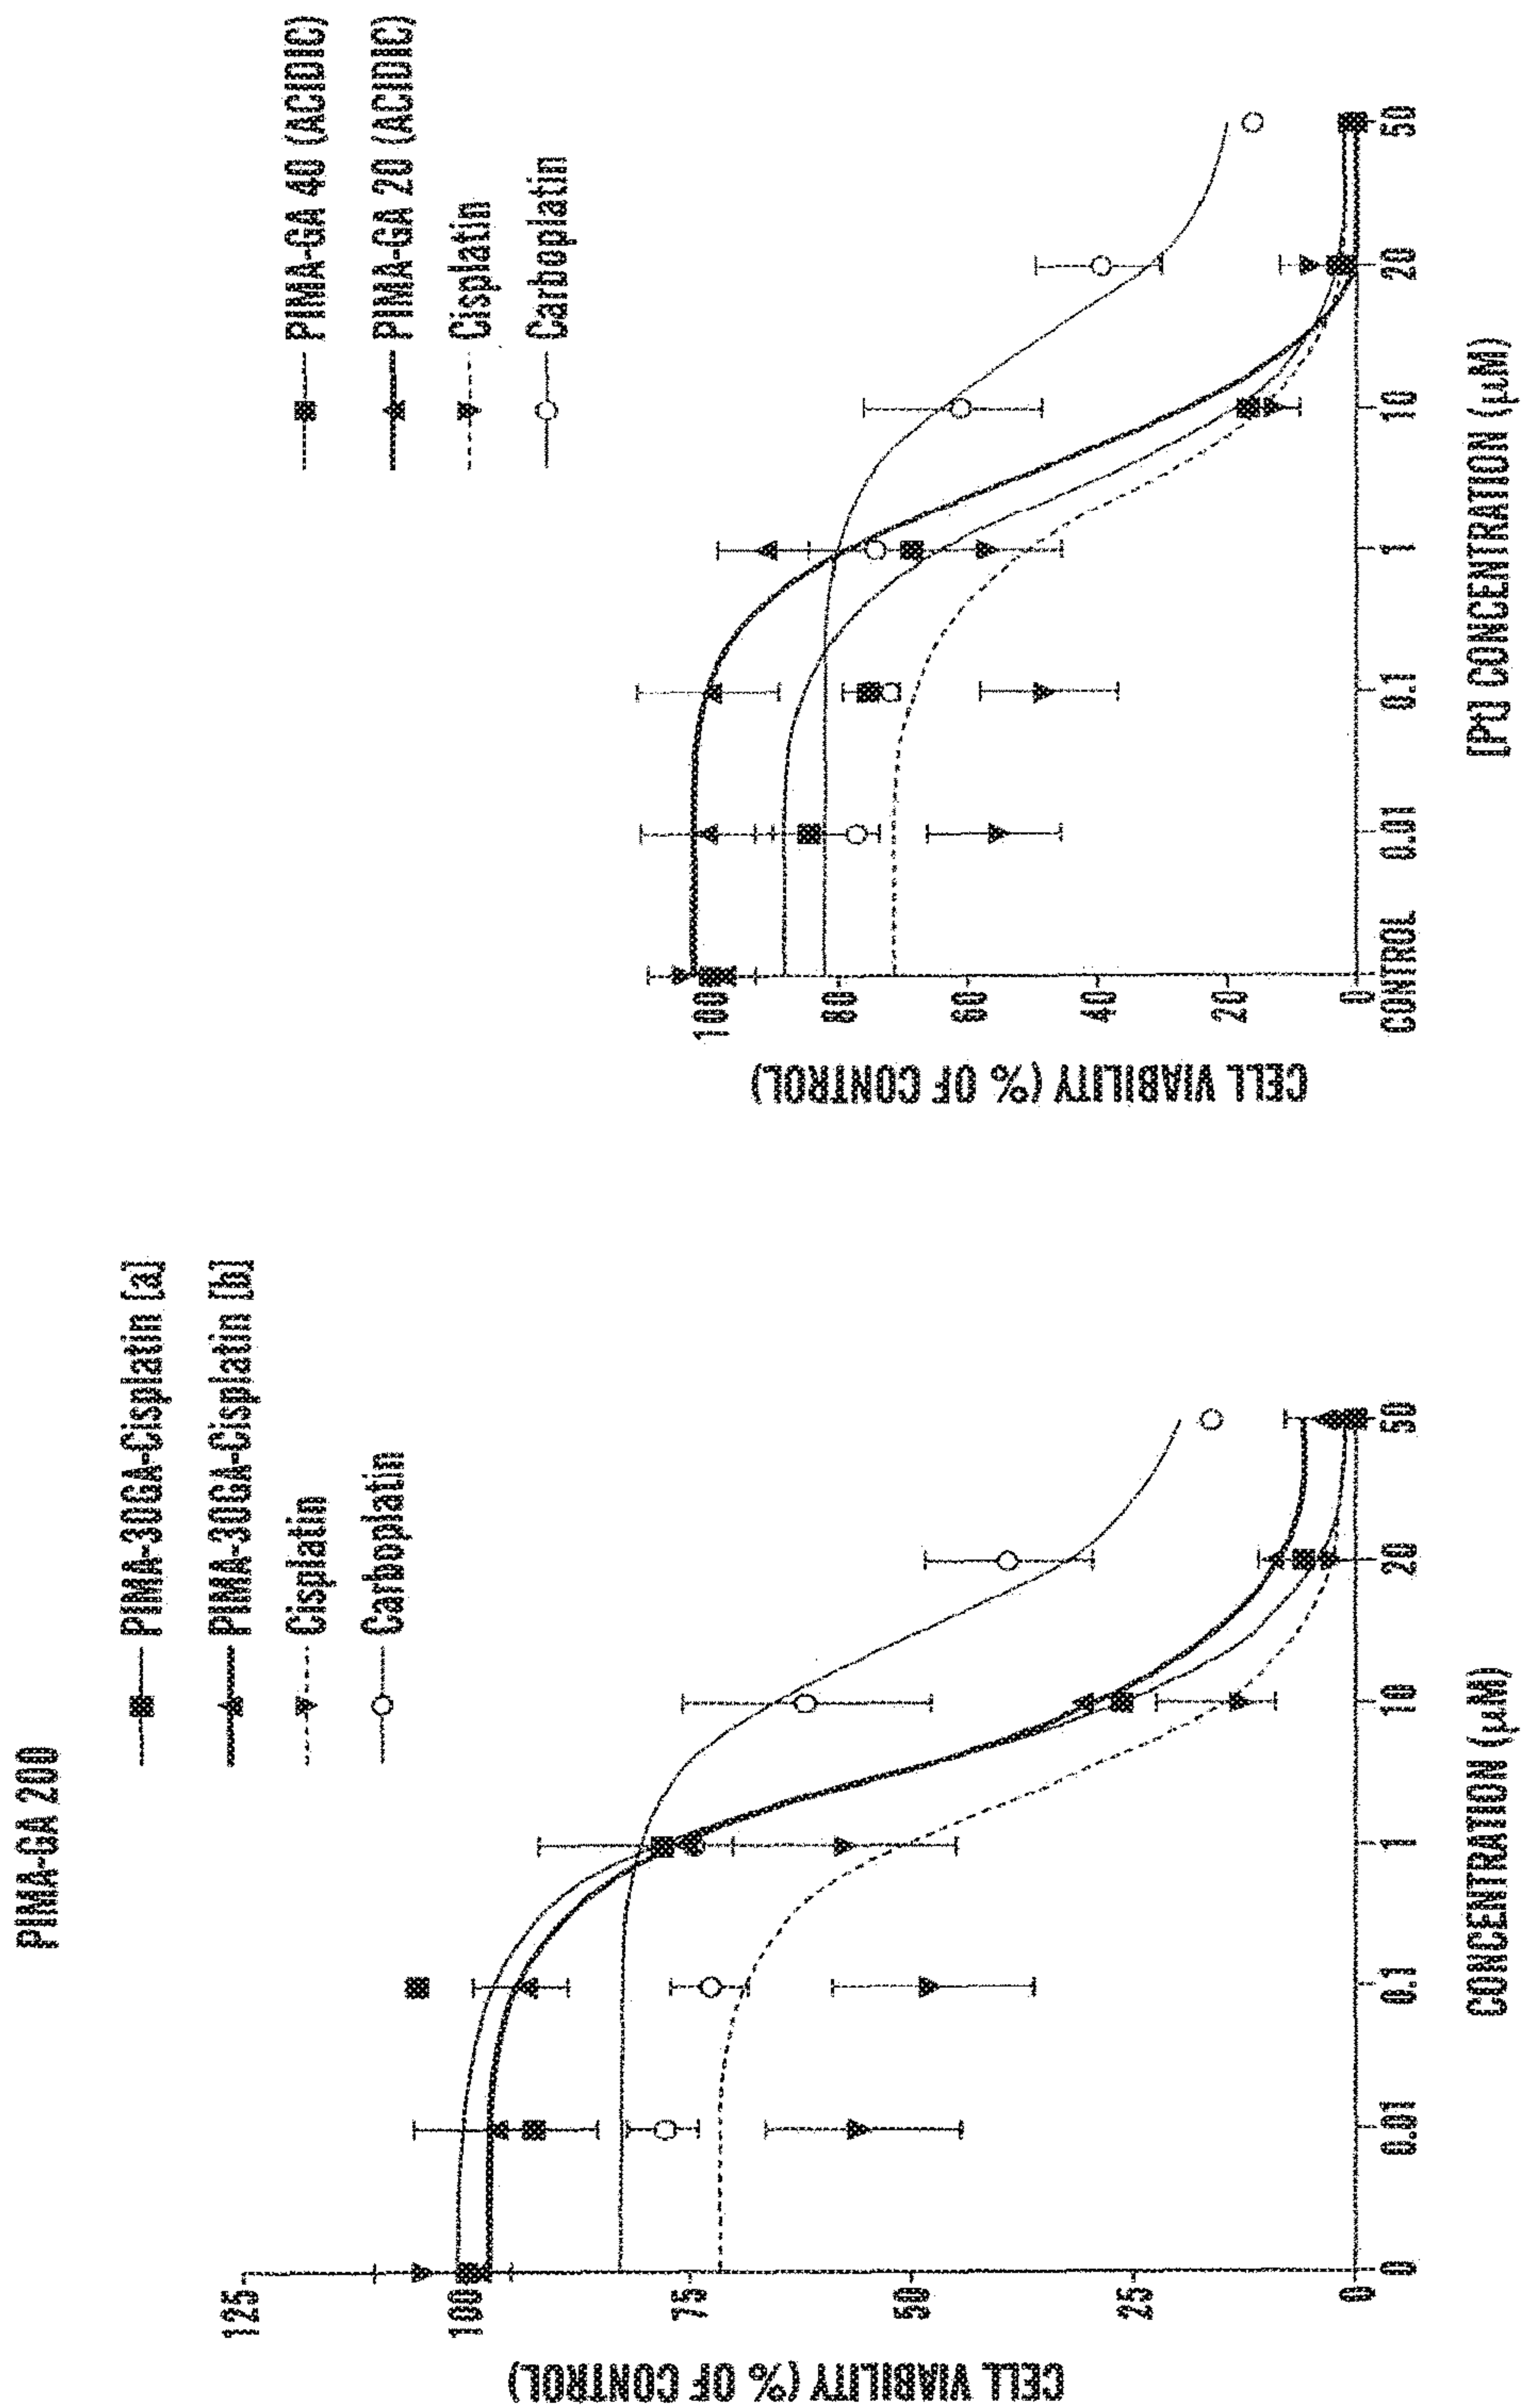 PIMA-GA 200
PIMA-30GA-Cisplatin [a]
PIMA-30GA-Cisplatin [b]
Cisplatin
Carboplatin
CELL VIABILITY (% OF CONTROL)
125
100
75
50
25
0
0 0.01 0.1 1 10 20 50
CONCENTRATION (µM)
PIMA-GA 40 (ACIDIC)
PIMA-GA 20 (ACIDIC)
Cisplatin
Carboplatin
CELL VIABILITY (% OF CONTROL)
100
80
60
40
20
0
CONTROL 0.01 0.1 1 10 20 50
[Pt] CONCENTRATION (µM)